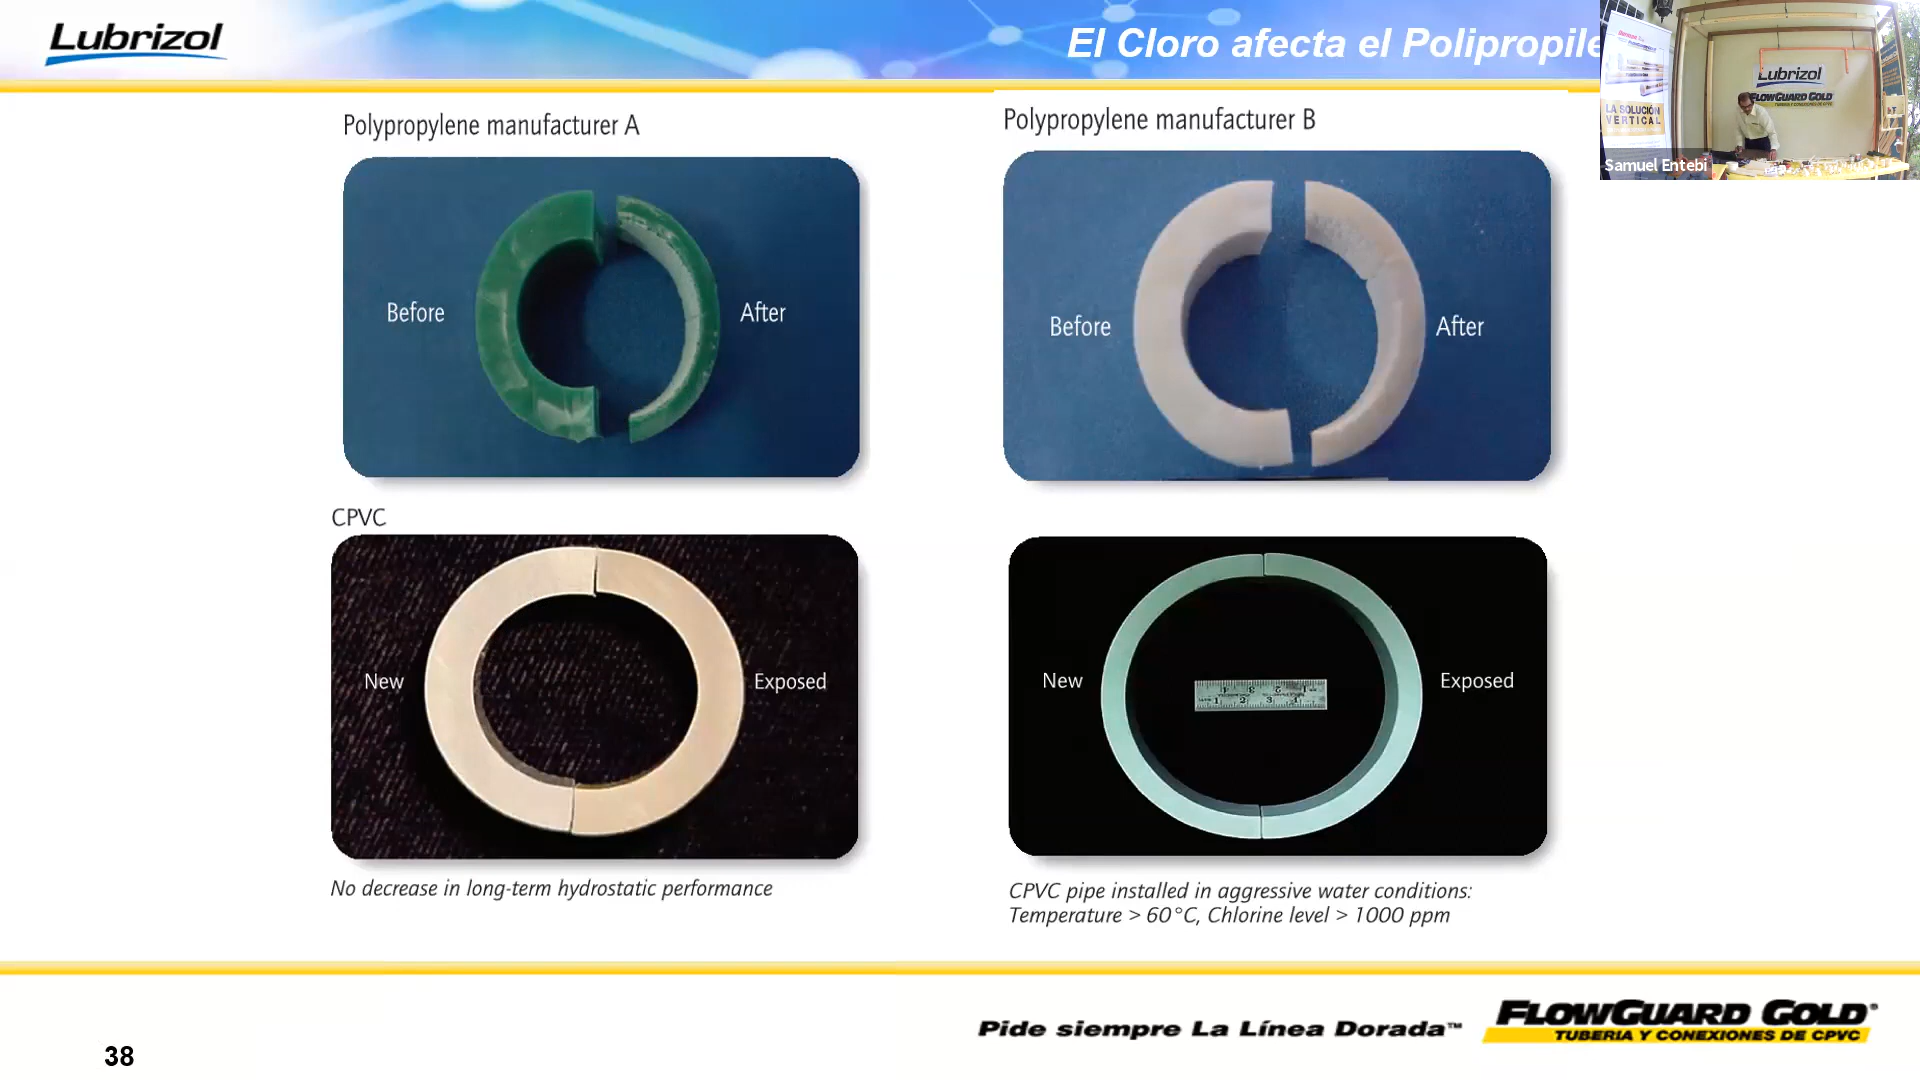 Lubrizol
El Cloro afecta el Polipropile
Polypropylene manufacturer A
Polypropylene manufacturer B
Before
After
Before
After
CPVC
New
Exposed
New
Exposed
No decrease in long-term hydrostatic performance
CPVC pipe installed in aggressive water conditions:
Temperature > 60°C, Chlorine level > 1000 ppm
Pide siempre La Línea Dorada™
FLOWGUARD GOLD®
TUBERIA Y CONEXIONES DE CPVC
38
LA SOLUCIÓN
VERTICAL
Lubrizol
FLOWGUARD GOLD
Samuel Entebi